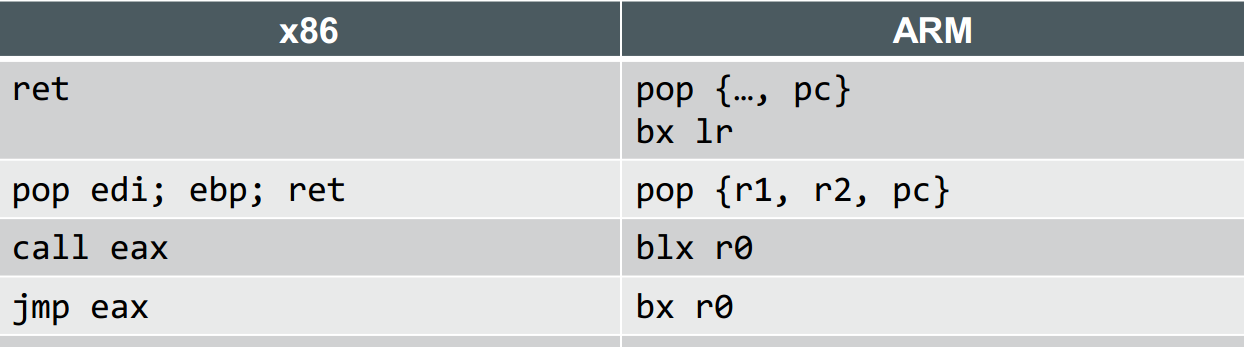 x86 ARM
ret pop {…, pc}
bx lr
pop edi; ebp; ret pop {r1, r2, pc}
call eax blx r0
jmp eax bx r0